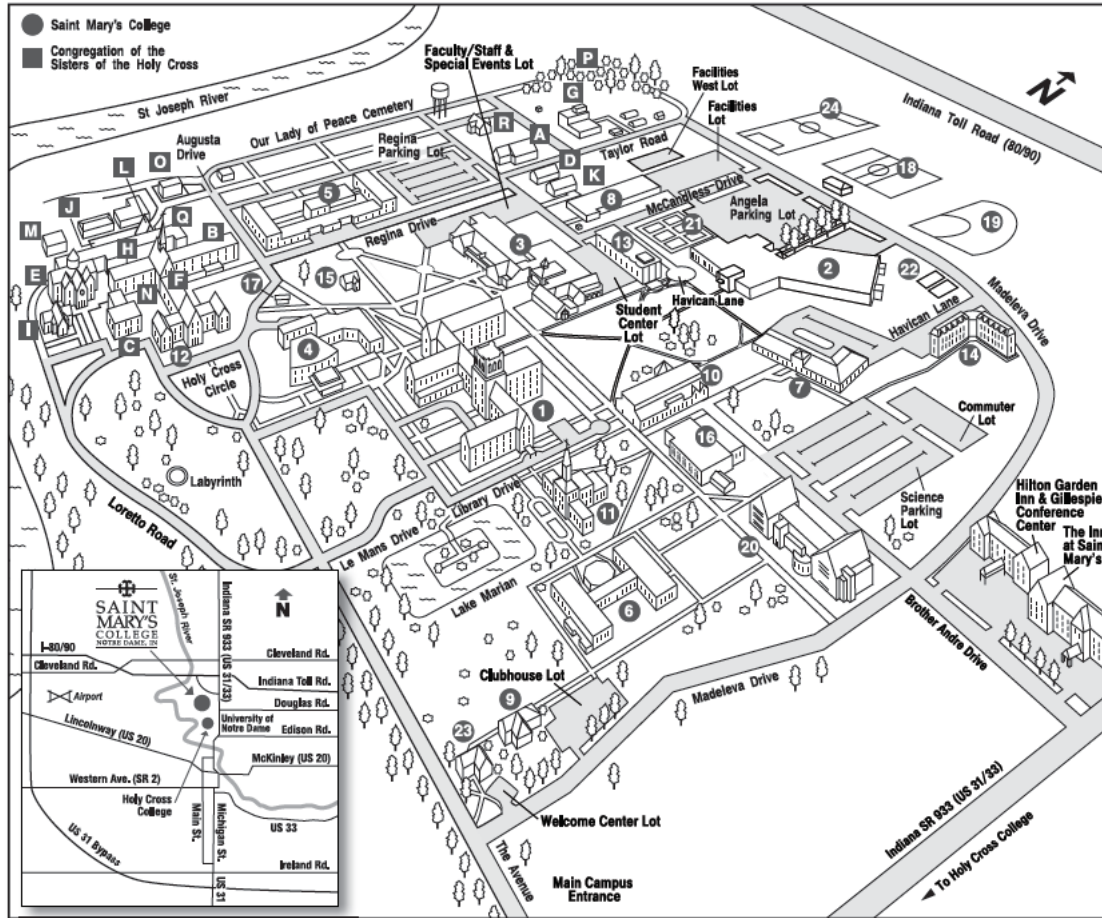 Saint Mary's College
Congregation of the
Sisters of the Holy Cross
St Joseph River
Faculty/Staff &
Special Events Lot
P
Facilities
West Lot
Facilities
Lot
N
Indiana Toll Road (80/90)
24
Our Lady of Peace Cemetery
G
R
A
Taylor Road
Augusta
Drive
Regina
Parking Lot
D
K
18
L
O
5
8
McCandless Drive
Angela
Parking Lot
19
J
Q
M
B
H
Regina Drive
3
13
21
2
22
E
F
17
15
N
Havican Lane
Student
Center
Lot
Havican Lane
Madeleva Drive
I
C
12
4
14
Holy Cross
Circle
10
7
1
Commuter
Lot
16
Labyrinth
Library Drive
11
Science
Parking
Lot
Hilton Garden
Inn & Gillespie
Conference
Center
The Inn
at Sain
Mary's
Loretto Road
Le Mans Drive
20
Lake Marian
6
Brother Andre Drive
Clubhouse Lot
9
Madeleva Drive
23
Welcome Center Lot
The Avenue
Main Campus
Entrance
Indiana SR 933 (US 31/33)
To Holy Cross College
SAINT
MARY'S
COLLEGE
NOTRE DAME, IN
St. Joseph River
Indiana SR 933 (US 31/33)
N
I-80/90
Cleveland Rd.
Cleveland Rd.
Indiana Toll Rd.
Airport
Douglas Rd.
University of
Notre Dame
Edison Rd.
Lincolnway (US 20)
McKinley (US 20)
Western Ave. (SR 2)
Holy Cross
College
Main St.
Michigan St.
US 33
US 31 Bypass
Ireland Rd.
US 31